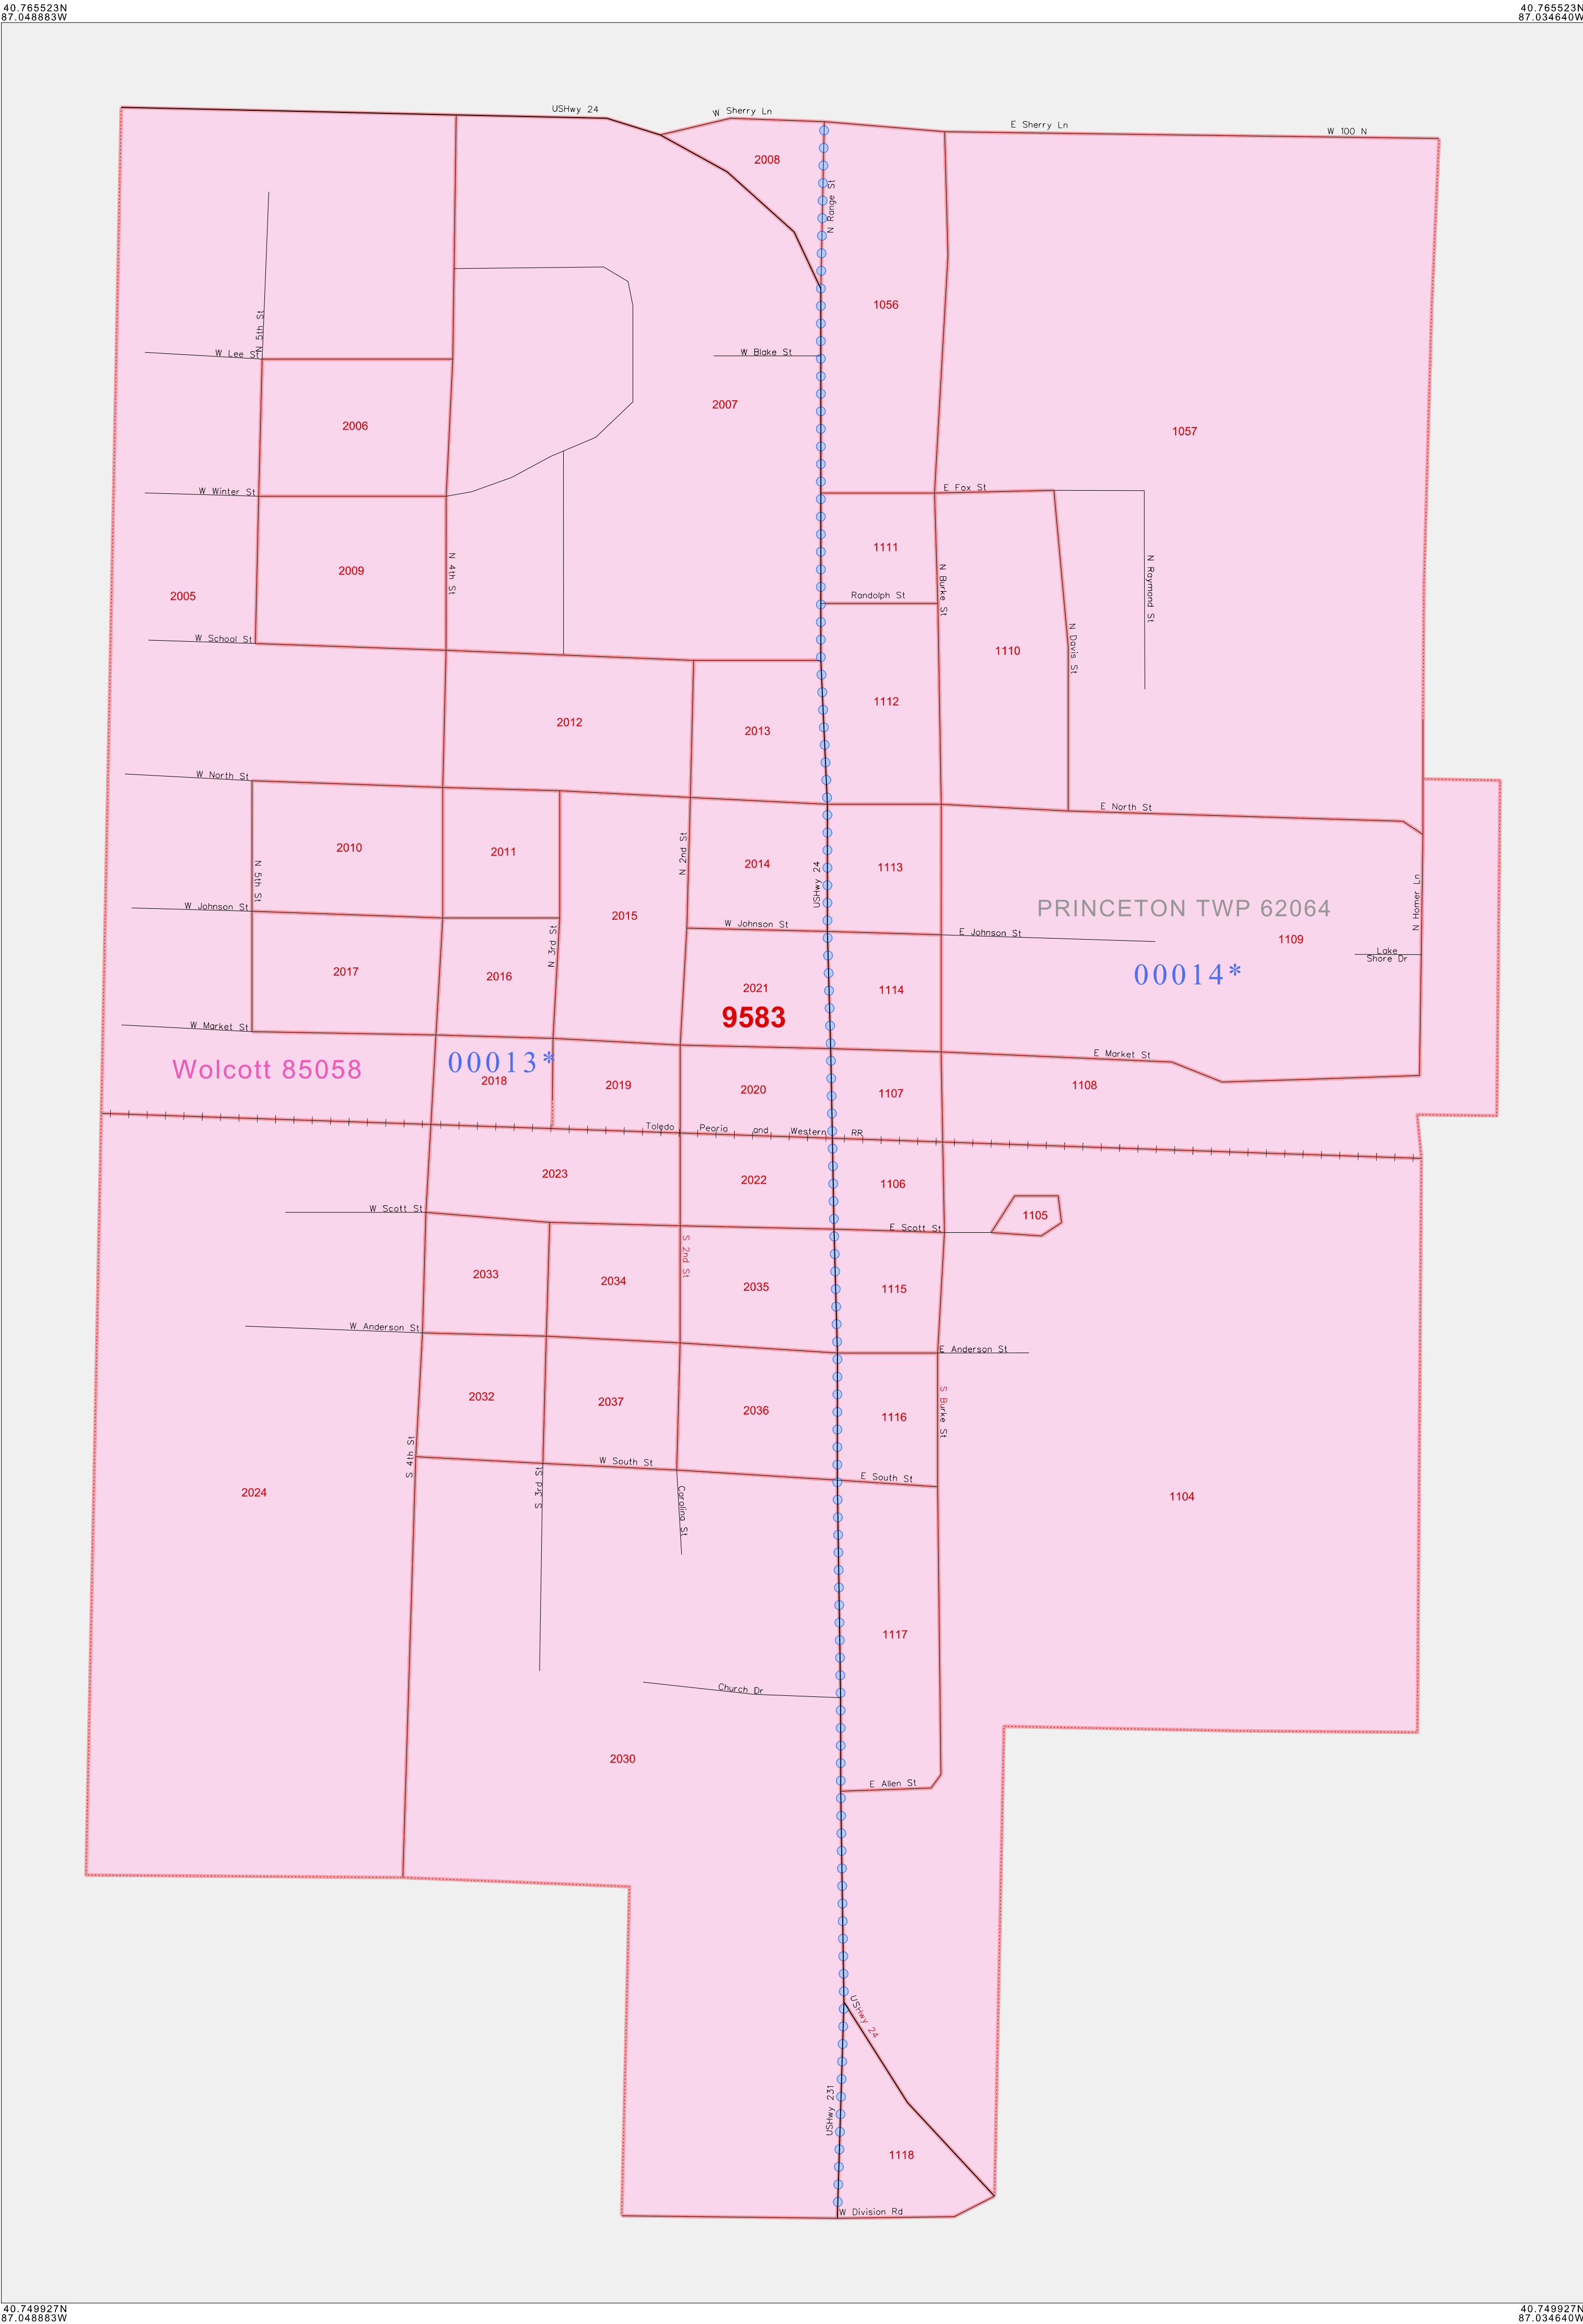 40.765523N
87.048883W
40.765523N
87.034640W
USHwy 24
W Sherry Ln
E Sherry Ln
W 100 N
2008
N Range St
1056
N 5th St
W Lee St
W Blake St
2007
2006
1057
W Winter St
E Fox St
1111
N 4th St
2009
N Burke St
N Raymond St
2005
Randolph St
W School St
1110
N Davis St
2012
2013
1112
W North St
E North St
2010
2011
N 2nd St
2014
1113
N 5th St
USHwy 24
N Homer Ln
W Johnson St
2015
PRINCETON TWP 62064
W Johnson St
E Johnson St
1109
N 3rd St
Lake
Shore Dr
2017
2016
00014*
2021
1114
9583
W Market St
E Market St
Wolcott 85058
00013*
2018
2019
2020
1107
1108
Toledo Peoria and Western RR
2023
2022
1106
W Scott St
E Scott St
1105
S 2nd St
2033
2034
2035
1115
W Anderson St
E Anderson St
2032
2037
2036
1116
S Burke St
S 4th St
W South St
E South St
S 3rd St
Carolina St
2024
1104
1117
Church Dr
2030
E Allen St
USHwy 24
USHwy 231
1118
W Division Rd
40.749927N
87.048883W
40.749927N
87.034640W